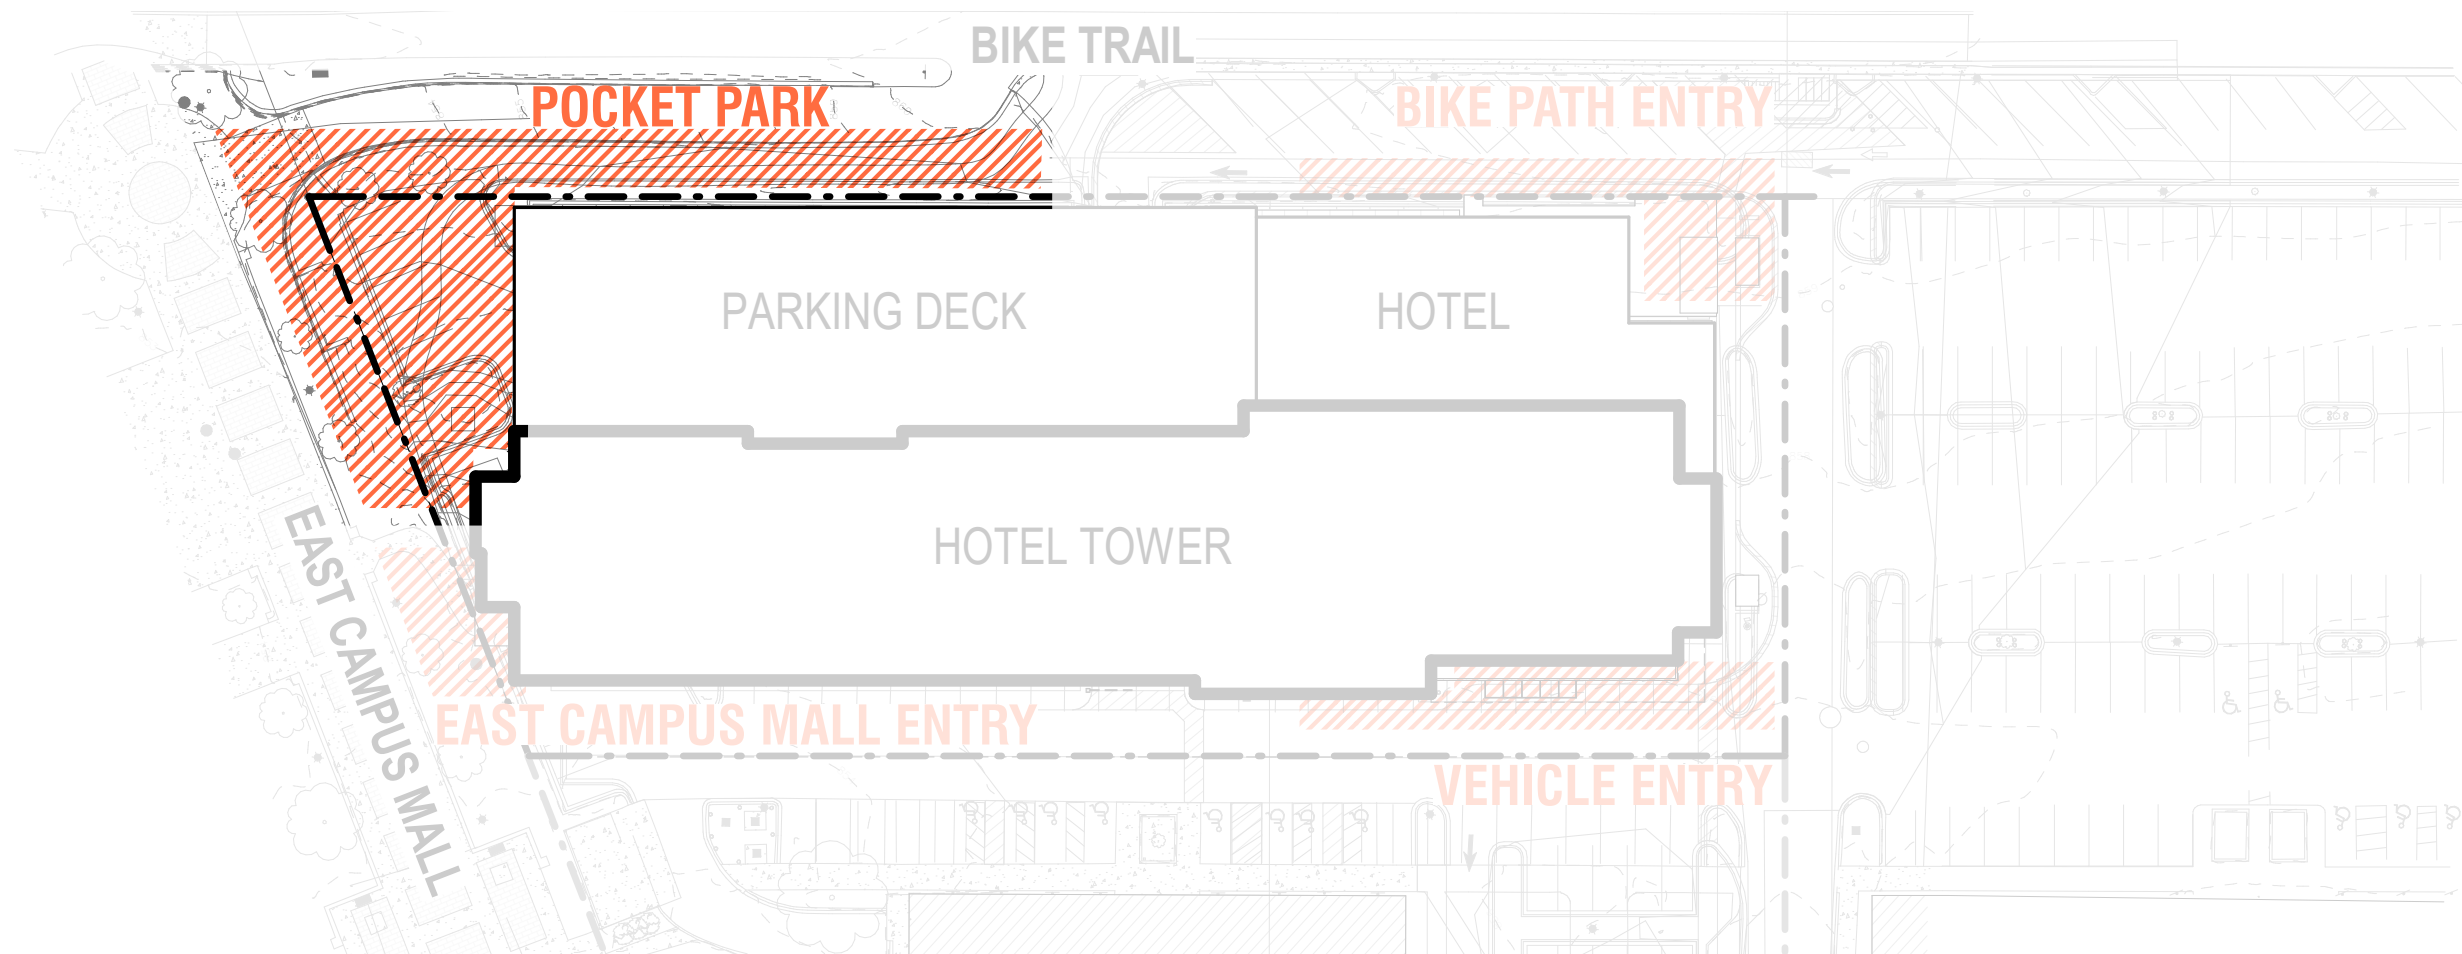 BIKE TRAIL
POCKET PARK
BIKE PATH ENTRY
PARKING DECK
HOTEL
HOTEL TOWER
EAST CAMPUS MALL
EAST CAMPUS MALL ENTRY
VEHICLE ENTRY